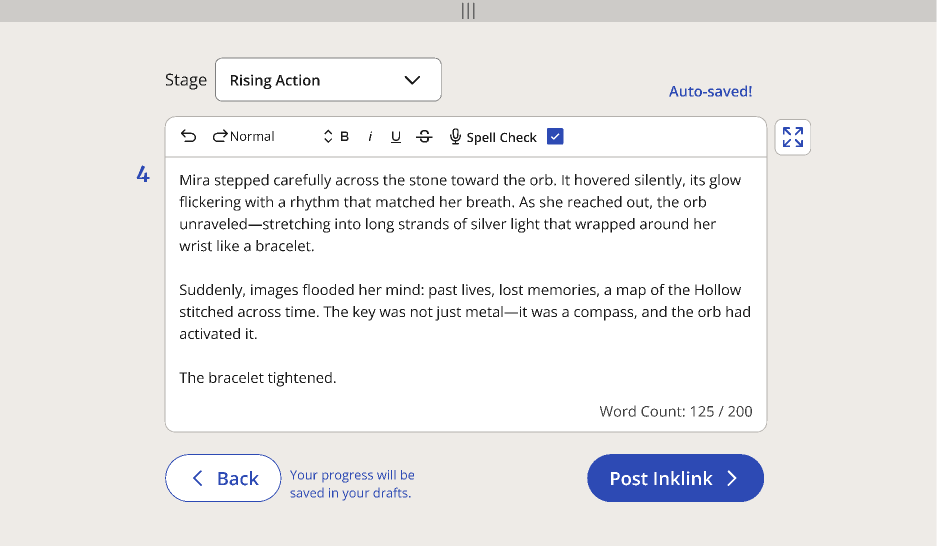 Stage
Rising Action
Auto-saved!
Normal B i U S Spell Check
4
Mira stepped carefully across the stone toward the orb. It hovered silently, its glow
flickering with a rhythm that matched her breath. As she reached out, the orb
unraveled—stretching into long strands of silver light that wrapped around her
wrist like a bracelet.
Suddenly, images flooded her mind: past lives, lost memories, a map of the Hollow
stitched across time. The key was not just metal—it was a compass, and the orb had
activated it.
The bracelet tightened.
Word Count: 125 / 200
Back
Your progress will be
saved in your drafts.
Post Inklink